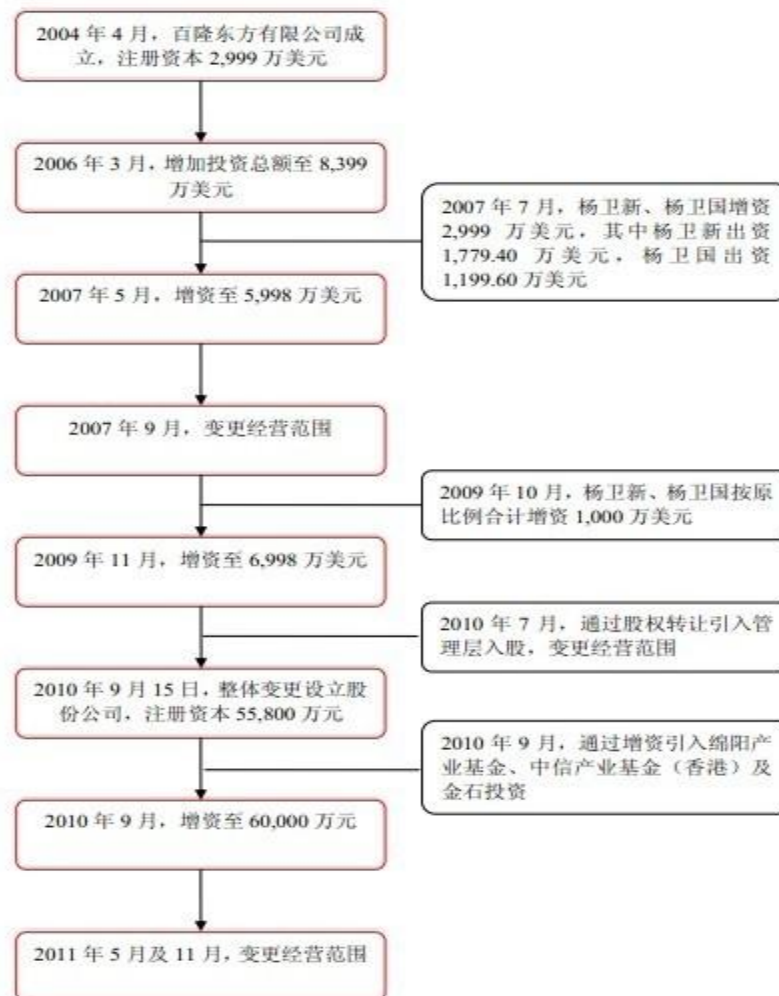 2004 年 4 月，百隆东方有限公司成
立，注册资本 2,999 万美元
2006 年 3 月，增加投资总额至 8,399
万美元
2007 年 7 月，杨卫新、杨卫国增资
2,999 万美元，其中杨卫新出资
1,779.40 万美元，杨卫国出资
1,199.60 万美元
2007 年 5 月，增资至 5,998 万美元
2007 年 9 月，变更经营范围
2009 年 10 月，杨卫新、杨卫国按原
比例合计增资 1,000 万美元
2009 年 11 月，增资至 6,998 万美元
2010 年 7 月，通过股权转让引入管
理层入股，变更经营范围
2010 年 9 月 15 日，整体变更设立股
份公司，注册资本 55,800 万元
2010 年 9 月，通过增资引入绵阳产
业基金、中信产业基金（香港）及
金石投资
2010 年 9 月，增资至 60,000 万元
2011 年 5 月及 11 月，变更经营范围